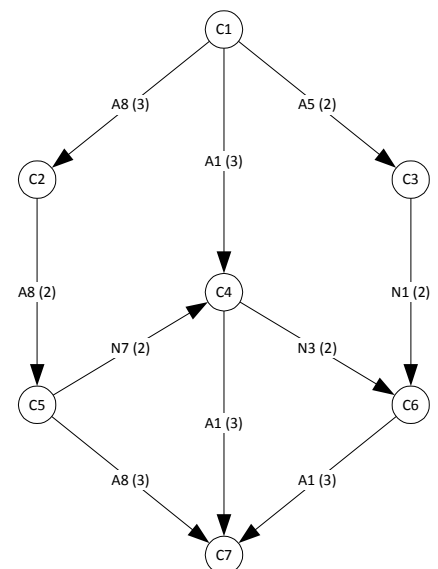 C1
A8 (3)
A5 (2)
A1 (3)
C2
C3
A8 (2)
C4
N1 (2)
N7 (2)
N3 (2)
C5
C6
A1 (3)
A8 (3)
A1 (3)
C7